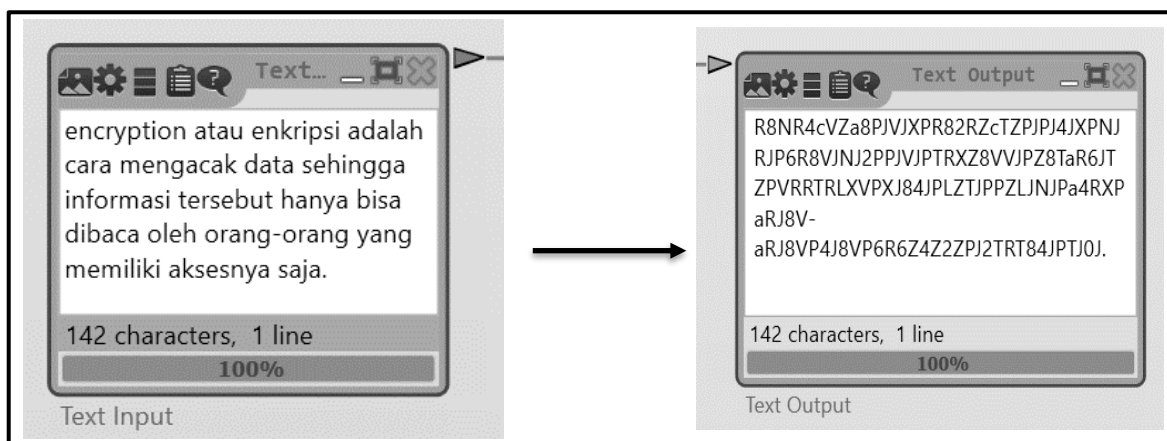 Text...
encryption atau enkripsi adalah
cara mengacak data sehingga
informasi tersebut hanya bisa
dibaca oleh orang-orang yang
memiliki aksesnya saja.
142 characters, 1 line
100%
Text Input
Text Output
R8NR4cVZa8PJVJXPR82RZcTZPJPJ4JXPNJ
RJP6R8VJNJ2PPJVJPTRXZ8VVJPZ8TaR6JT
ZPVRRTRLXVPXJ84JPLZTJPPZLJNJPa4RXP
aRJ8V-
aRJ8VP4J8VP6R6Z4Z2ZPJ2TRT84JPTJ0J.
142 characters, 1 line
100%
Text Output